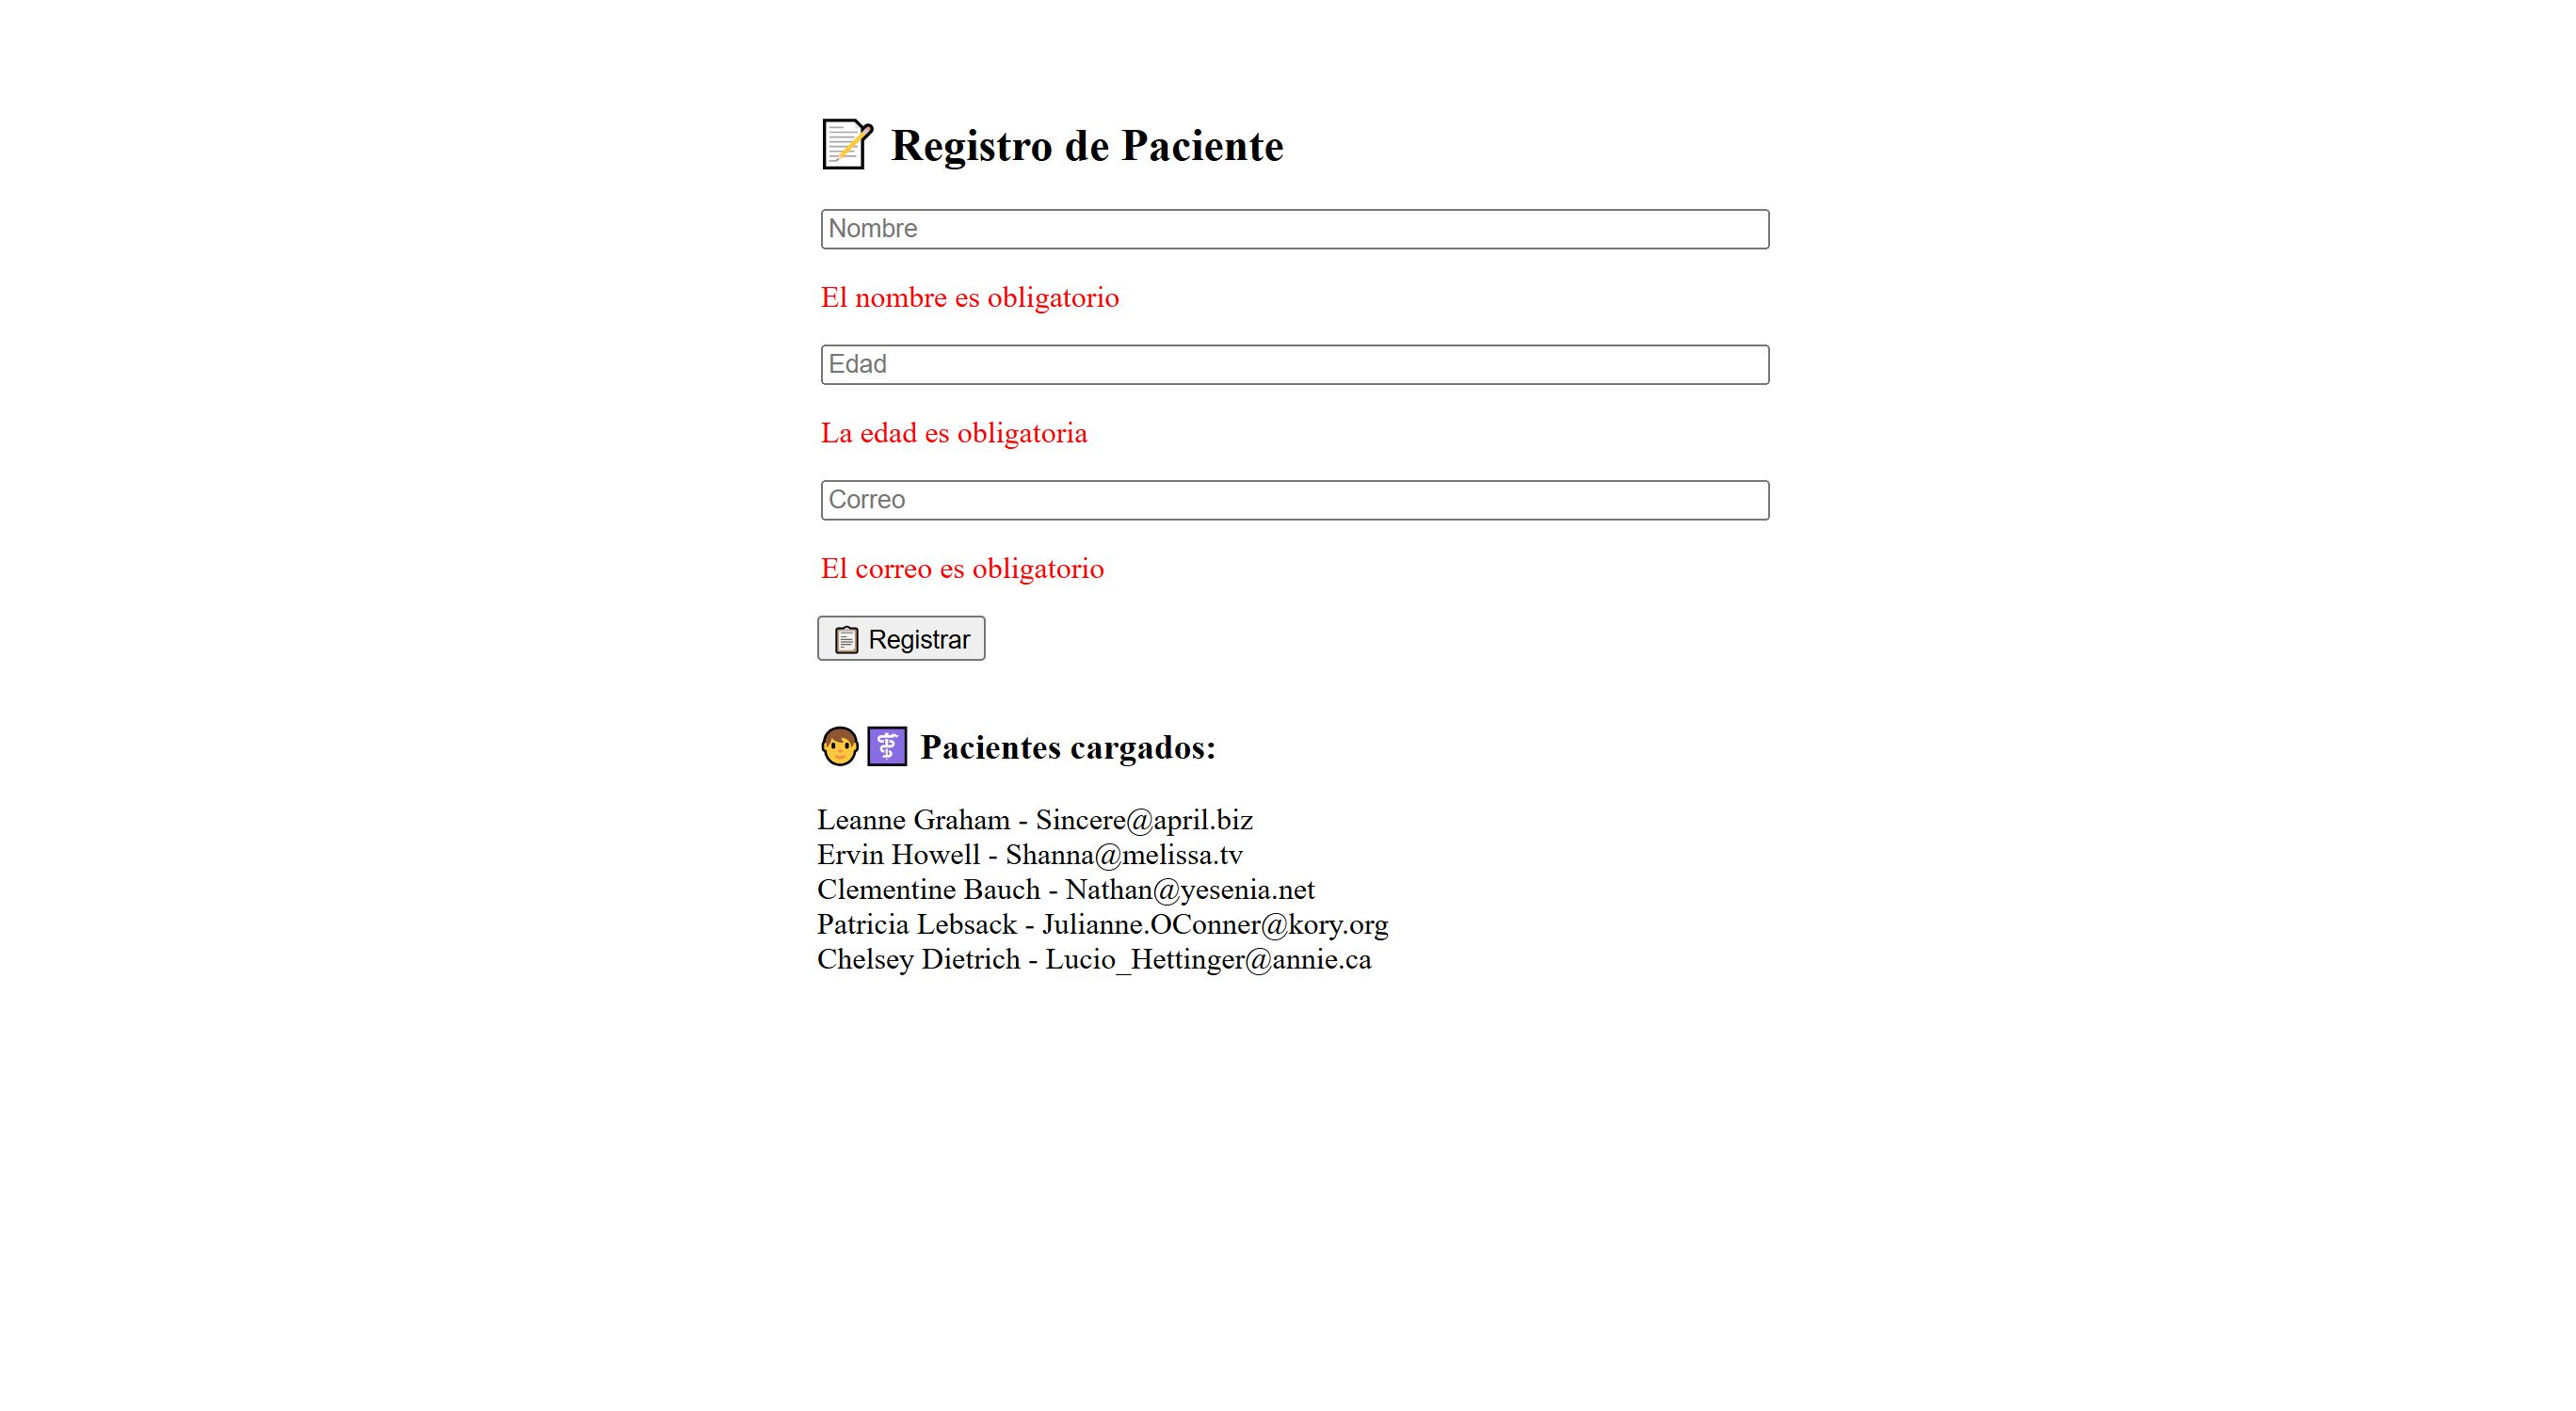 📝 Registro de Paciente
Nombre
El nombre es obligatorio
Edad
La edad es obligatoria
Correo
El correo es obligatorio
📋 Registrar
🧑⚕️ Pacientes cargados:
Leanne Graham - Sincere@april.biz
Ervin Howell - Shanna@melissa.tv
Clementine Bauch - Nathan@yesenia.net
Patricia Lebsack - Julianne.OConner@kory.org
Chelsey Dietrich - Lucio_Hettinger@annie.ca